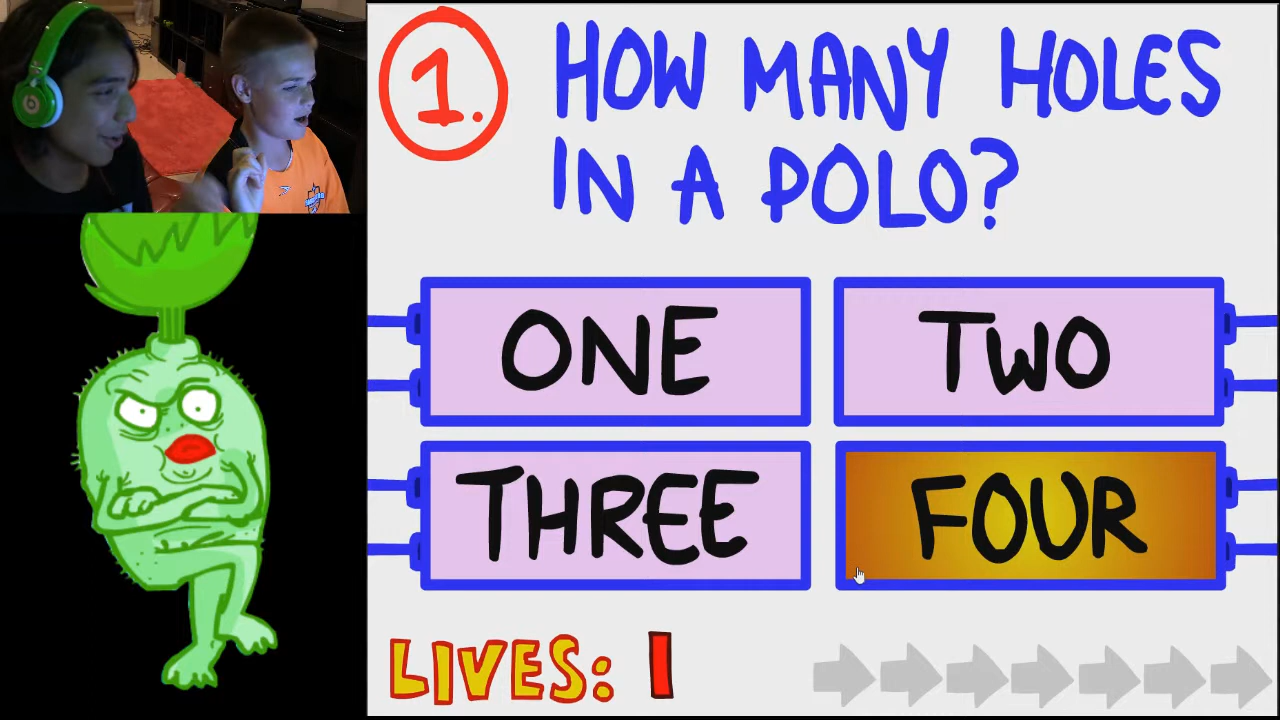 1. HOW MANY HOLES
IN A POLO?
ONE
TWO
THREE
FOUR
LIVES: 1